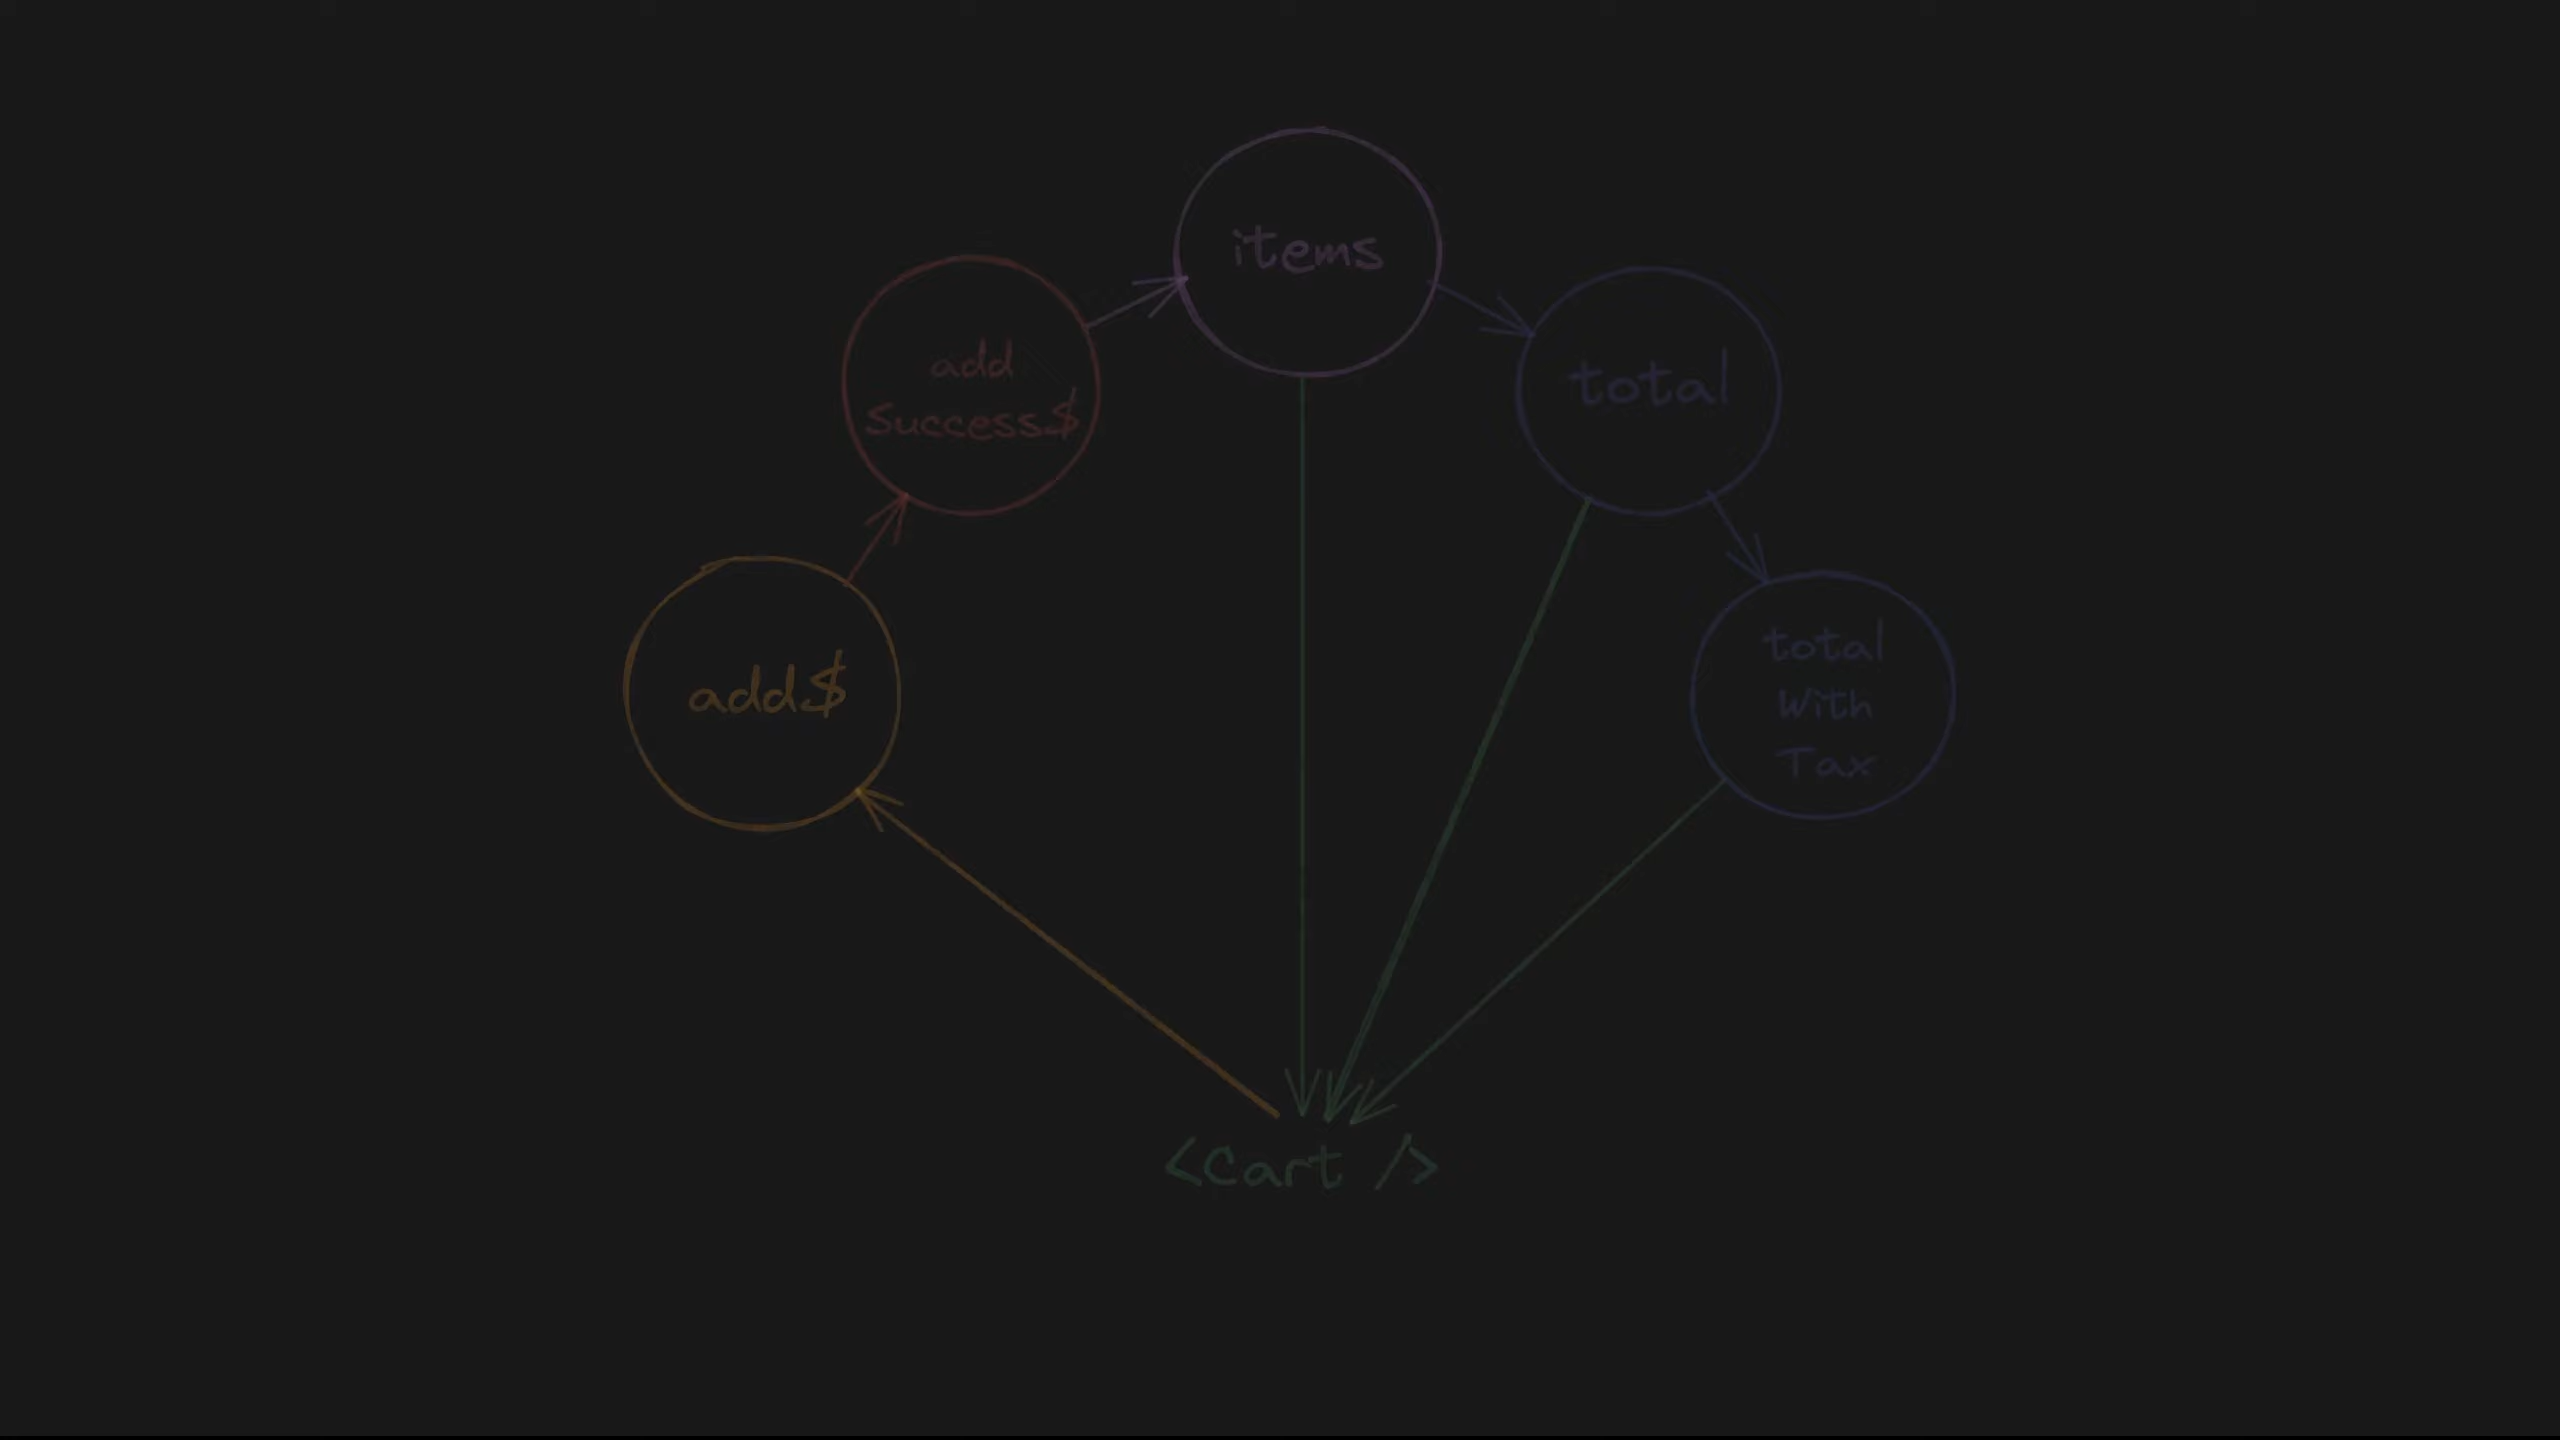 items
add
Success$
total
add$
total
With
Tax
<Cart />